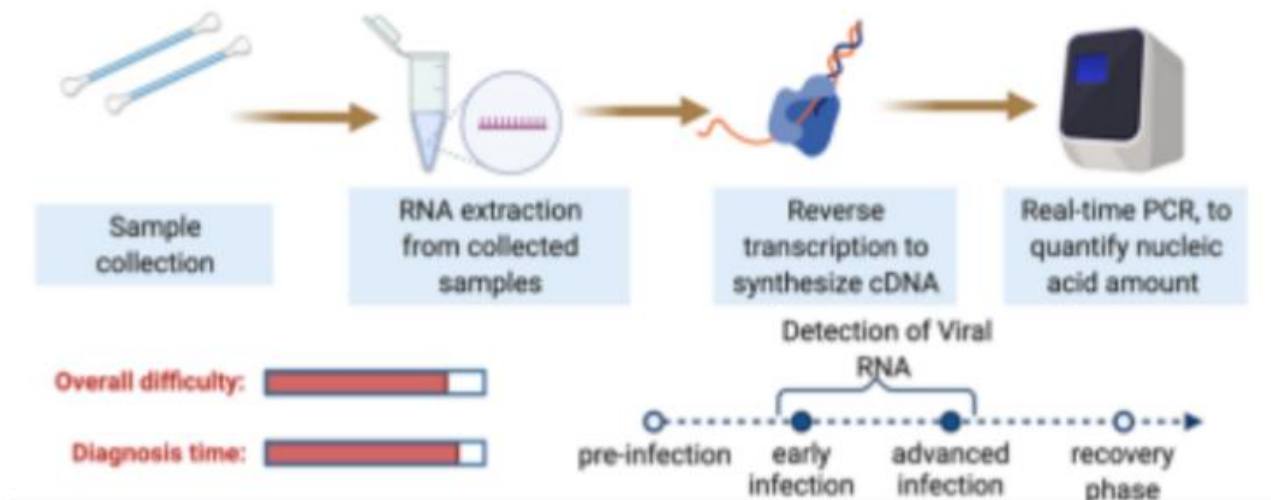 Sample
collection
RNA extraction
from collected
samples
Reverse
transcription to
synthesize cDNA
Real-time PCR, to
quantify nucleic
acid amount
Overall difficulty:
Diagnosis time:
Detection of Viral
RNA
pre-infection
early
infection
advanced
infection
recovery
phase